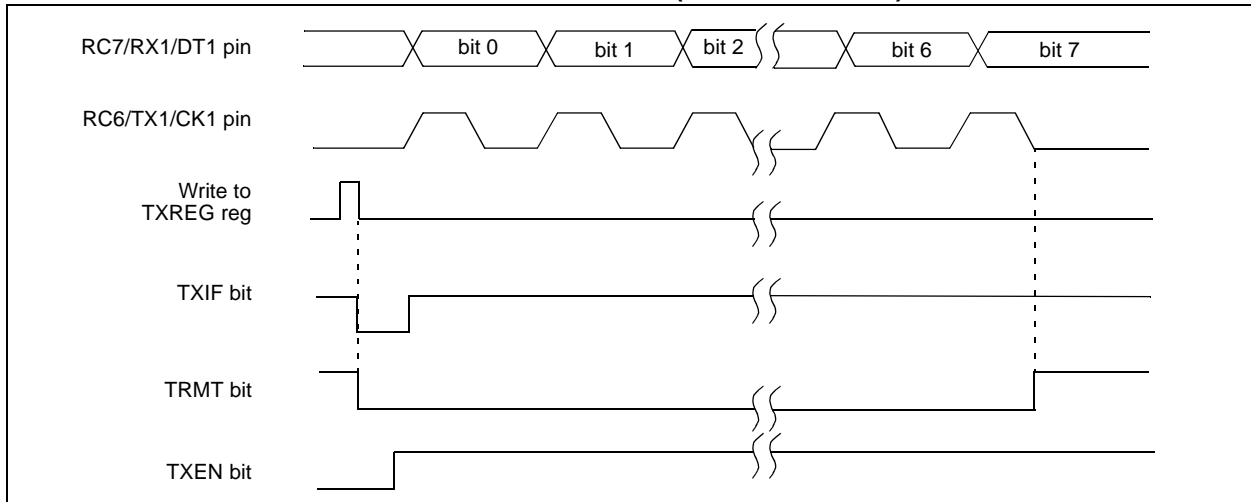 RC7/RX1/DT1 pin
bit 0
bit 1
bit 2
bit 6
bit 7
RC6/TX1/CK1 pin
Write to
TXREG reg
TXIF bit
TRMT bit
TXEN bit